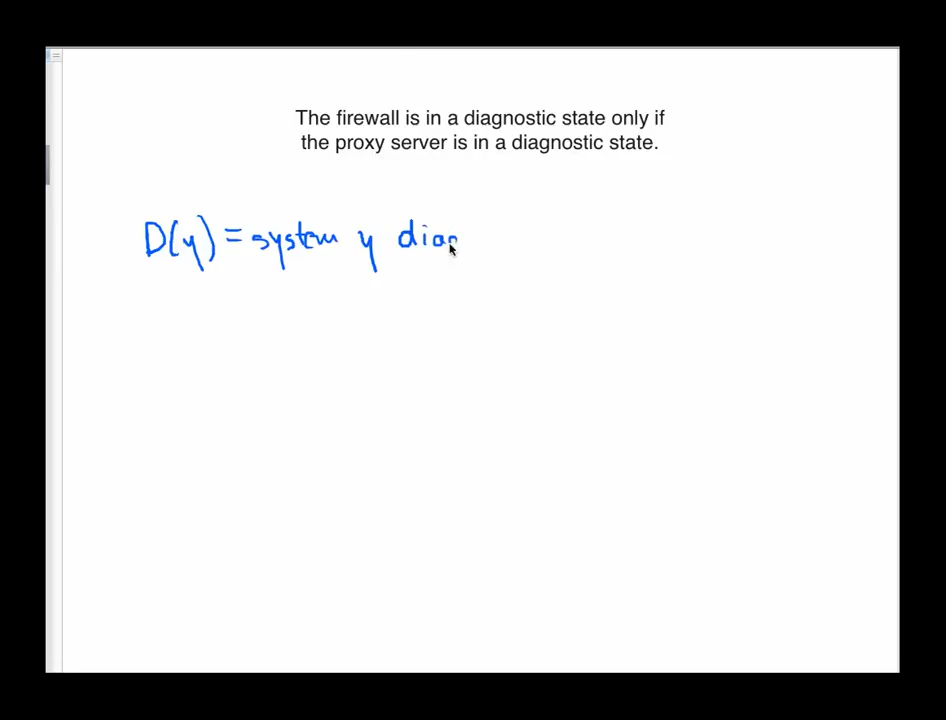 The firewall is in a diagnostic state only if
the proxy server is in a diagnostic state.
D(y) = system y diag